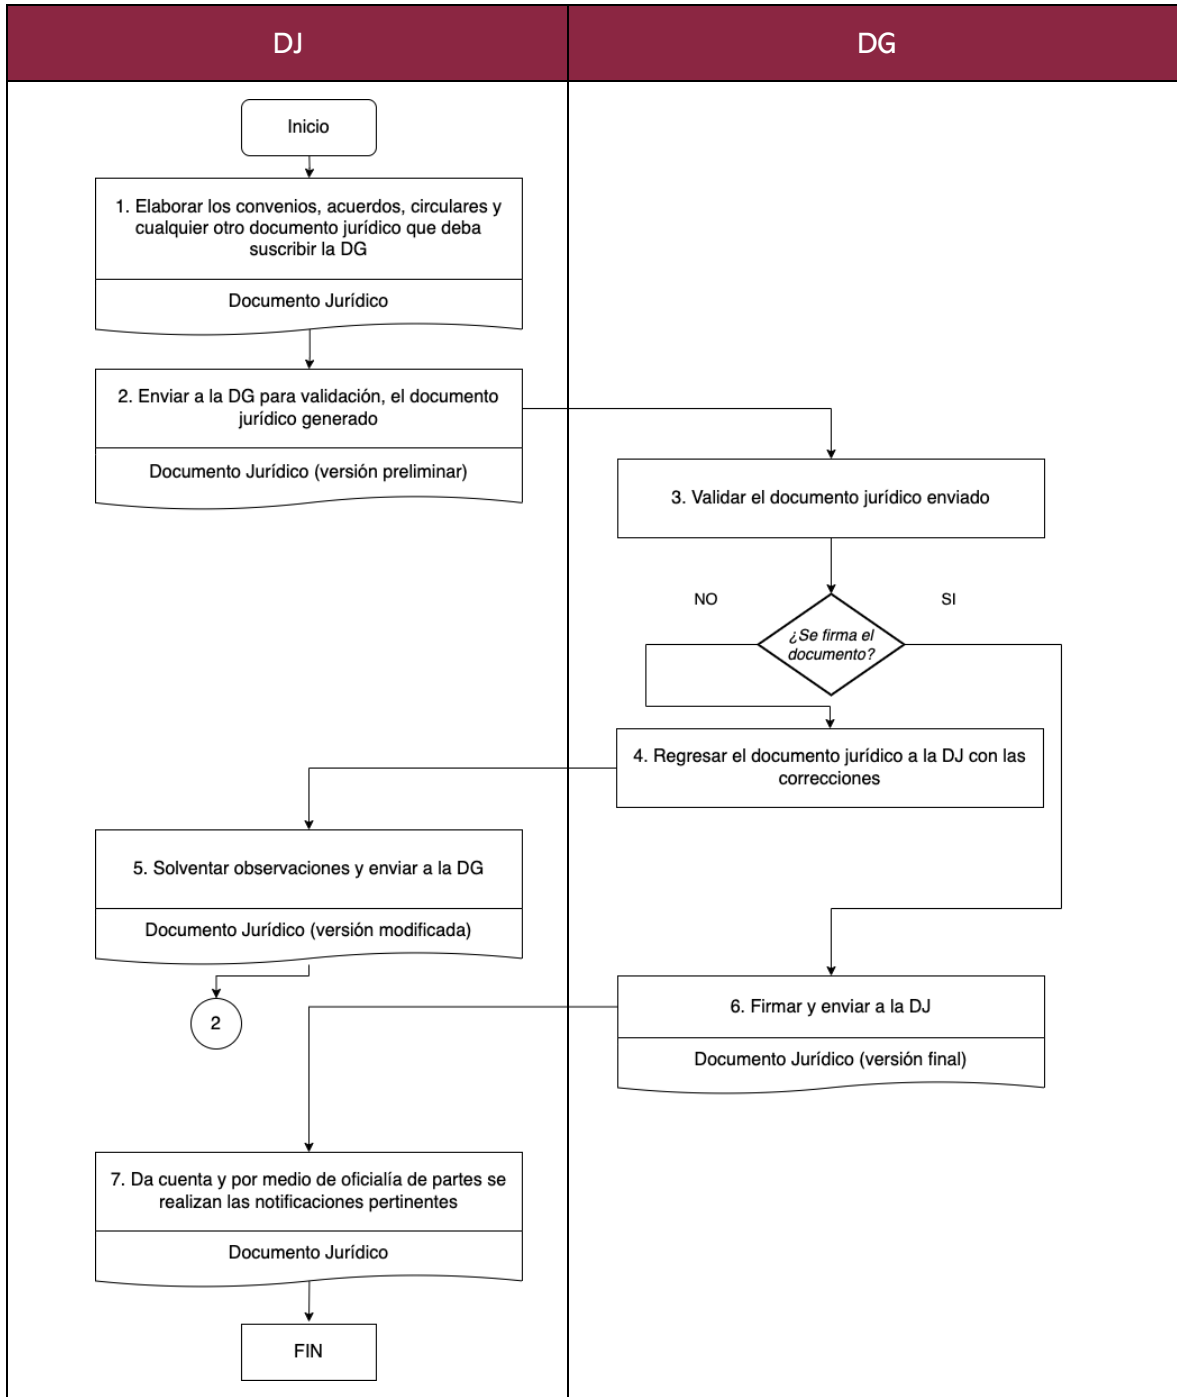 DJ
DG
Inicio
1. Elaborar los convenios, acuerdos, circulares y
cualquier otro documento jurídico que deba
suscribir la DG
Documento Jurídico
2. Enviar a la DG para validación, el documento
jurídico generado
Documento Jurídico (versión preliminar)
3. Validar el documento jurídico enviado
NO
SI
¿Se firma el
documento?
4. Regresar el documento jurídico a la DJ con las
correcciones
5. Solventar observaciones y enviar a la DG
Documento Jurídico (versión modificada)
2
6. Firmar y enviar a la DJ
Documento Jurídico (versión final)
7. Da cuenta y por medio de oficialía de partes se
realizan las notificaciones pertinentes
Documento Jurídico
FIN